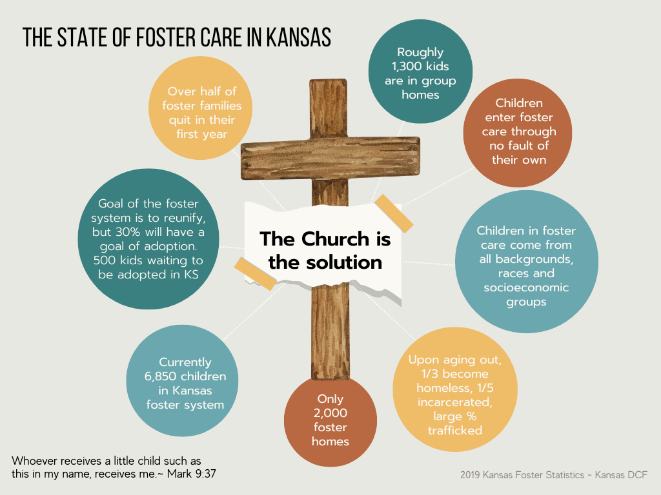 THE STATE OF FOSTER CARE IN KANSAS
Roughly
1,300 kids
are in group
homes
Over half of
foster families
quit in their
first year
Children
enter foster
care through
no fault of
their own
Goal of the foster
system is to reunify,
but 30% will have a
goal of adoption.
500 kids waiting to
be adopted in KS
The Church is
the solution
Children in foster
care come from
all backgrounds,
races and
socioeconomic
groups
Currently
6,850 children
in Kansas
foster system
Only
2,000
foster
homes
Upon aging out,
1/3 become
homeless, 1/5
incarcerated,
large %
trafficked
Whoever receives a little child such as
this in my name, receives me.~ Mark 9:37
2019 Kansas Foster Statistics ~ Kansas DCF